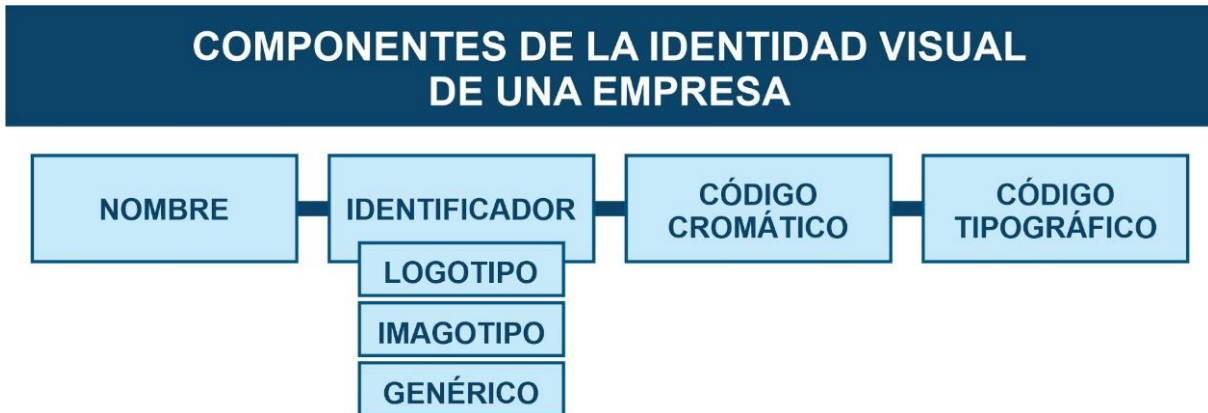 COMPONENTES DE LA IDENTIDAD VISUAL
DE UNA EMPRESA
NOMBRE
IDENTIFICADOR
CÓDIGO
CROMÁTICO
CÓDIGO
TIPOGRÁFICO
LOGOTIPO
IMAGOTIPO
GENÉRICO